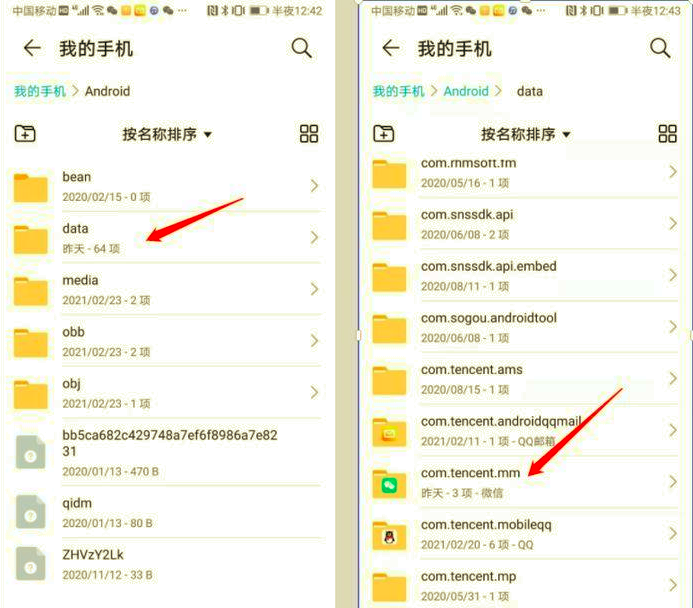 中国移动 HD 4G 半夜12:42
我的手机
我的手机 > Android
按名称排序
bean
2020/02/15 - 0 项
data
昨天 - 64 项
media
2021/02/23 - 2 项
obb
2021/02/23 - 2 项
obj
2021/02/23 - 1 项
bb5ca682c429748a7ef6f8986a7e82
31
2020/01/13 - 470 B
qidm
2020/01/13 - 80 B
ZHVzY2Lk
2020/11/12 - 33 B
中国移动 HD 4G 半夜12:43
我的手机
我的手机 > Android > data
按名称排序
com.rhmsoft.fm
2020/05/16 - 1 项
com.snssdk.api
2020/06/08 - 2 项
com.snssdk.api.embed
2020/08/11 - 1 项
com.sogou.androidtool
2020/06/08 - 1 项
com.tencent.ams
2020/08/15 - 1 项
com.tencent.androidqqmail
2021/02/11 - 1 项 - QQ邮箱
com.tencent.mm
昨天 - 3 项 - 微信
com.tencent.mobileqq
2021/02/20 - 6 项 - QQ
com.tencent.mp
2020/05/31 - 1 项